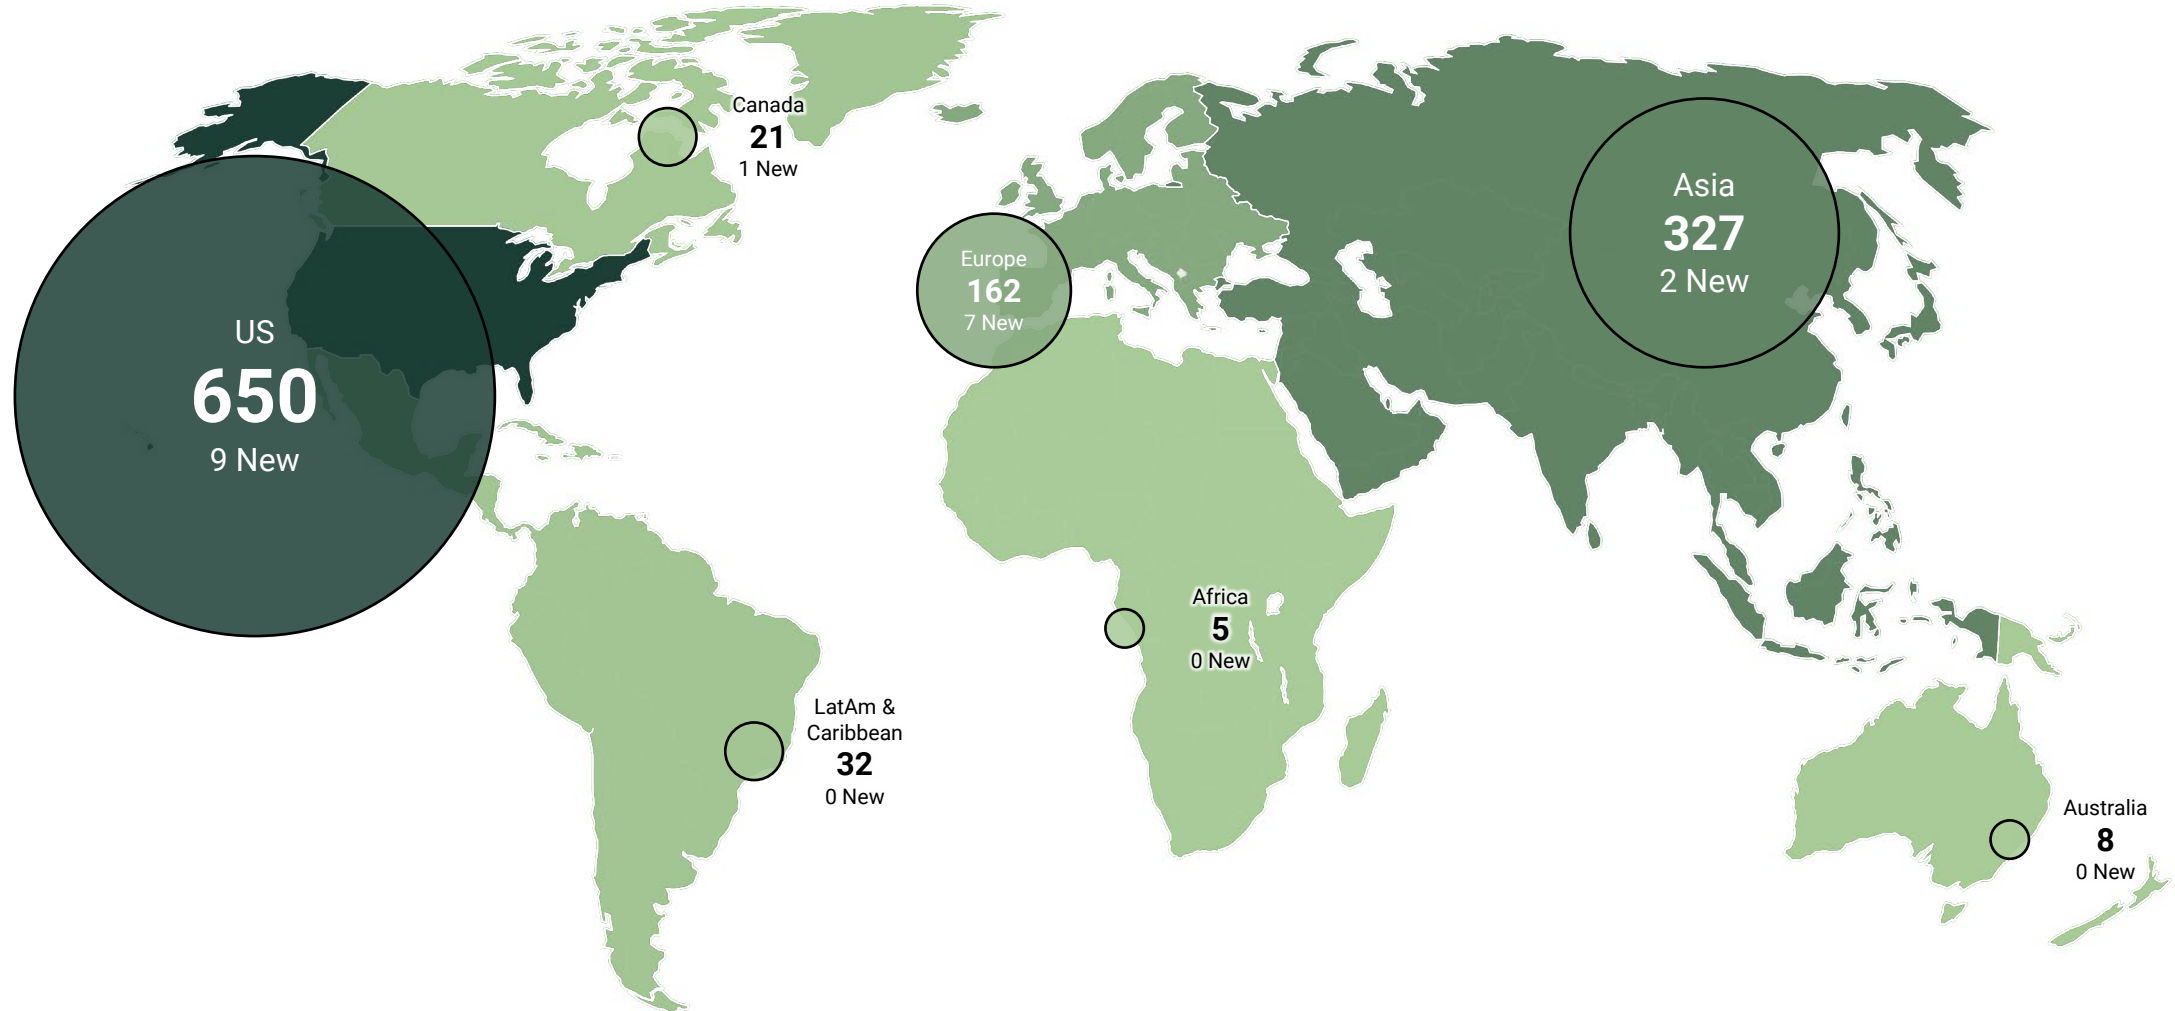 Canada
21
1 New
US
650
9 New
Europe
162
7 New
Asia
327
2 New
Africa
5
0 New
LatAm &
Caribbean
32
0 New
Australia
8
0 New